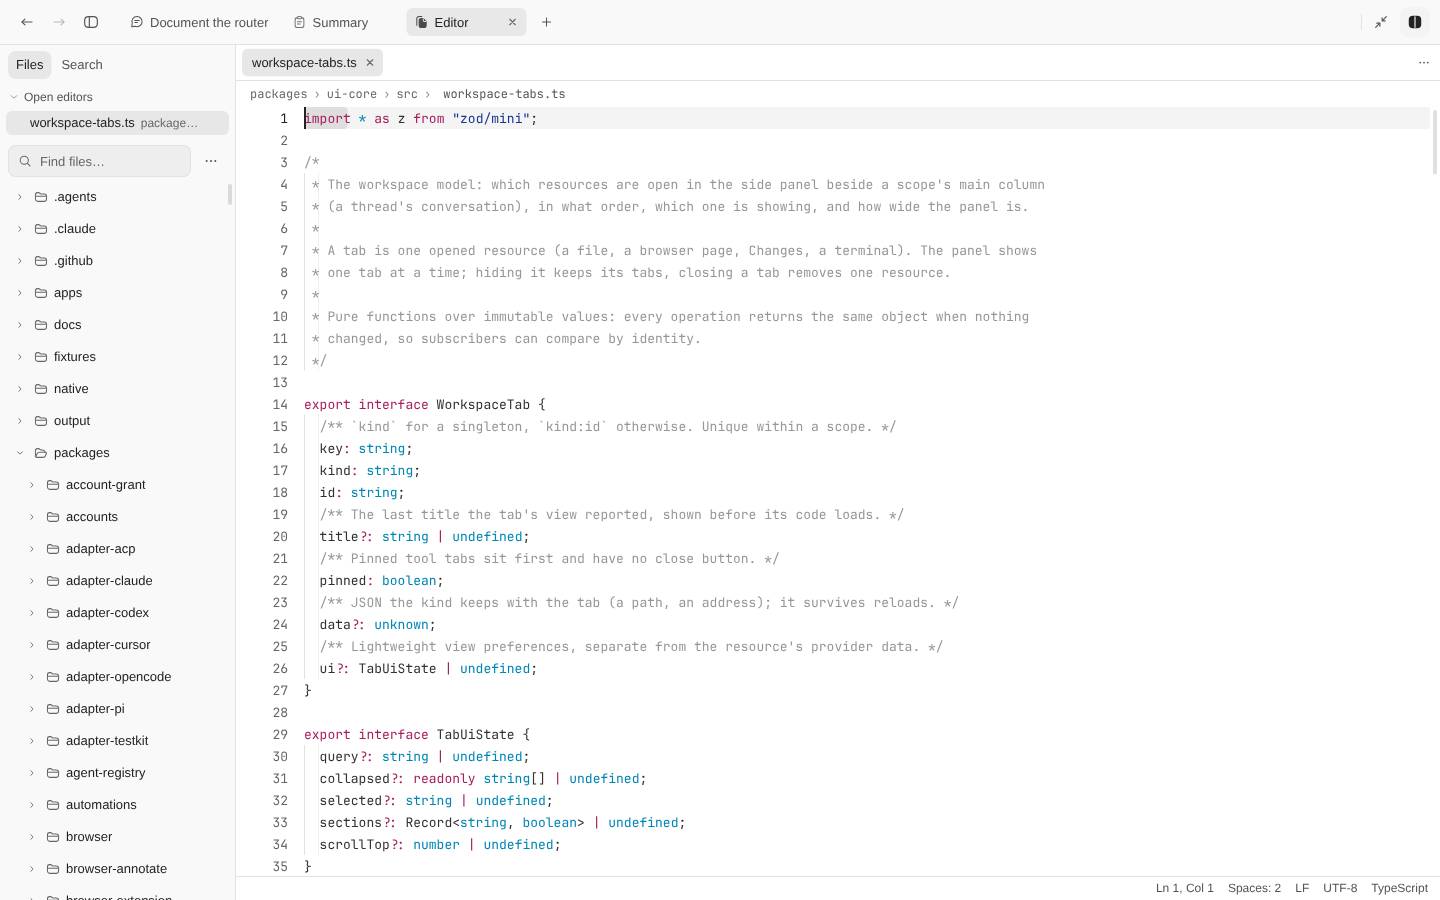 Document the router
Summary
Editor
Files
Search
Open editors
workspace-tabs.ts package…
Find files…
.agents
.claude
.github
apps
docs
fixtures
native
output
packages
account-grant
accounts
adapter-acp
adapter-claude
adapter-codex
adapter-cursor
adapter-opencode
adapter-pi
adapter-testkit
agent-registry
automations
browser
browser-annotate
browser-extension
workspace-tabs.ts
packages › ui-core › src › workspace-tabs.ts
1 import * as z from "zod/mini";
2
3 /*
4  * The workspace model: which resources are open in the side panel beside a scope's main column
5  * (a thread's conversation), in what order, which one is showing, and how wide the panel is.
6  *
7  * A tab is one opened resource (a file, a browser page, Changes, a terminal). The panel shows
8  * one tab at a time; hiding it keeps its tabs, closing a tab removes one resource.
9  *
10  * Pure functions over immutable values: every operation returns the same object when nothing
11  * changed, so subscribers can compare by identity.
12  */
13
14 export interface WorkspaceTab {
15   /** `kind` for a singleton, `kind:id` otherwise. Unique within a scope. */
16   key: string;
17   kind: string;
18   id: string;
19   /** The last title the tab's view reported, shown before its code loads. */
20   title?: string | undefined;
21   /** Pinned tool tabs sit first and have no close button. */
22   pinned: boolean;
23   /** JSON the kind keeps with the tab (a path, an address); it survives reloads. */
24   data?: unknown;
25   /** Lightweight view preferences, separate from the resource's provider data. */
26   ui?: TabUiState | undefined;
27 }
28
29 export interface TabUiState {
30   query?: string | undefined;
31   collapsed?: readonly string[] | undefined;
32   selected?: string | undefined;
33   sections?: Record<string, boolean> | undefined;
34   scrollTop?: number | undefined;
35 }
Ln 1, Col 1 Spaces: 2 LF UTF-8 TypeScript